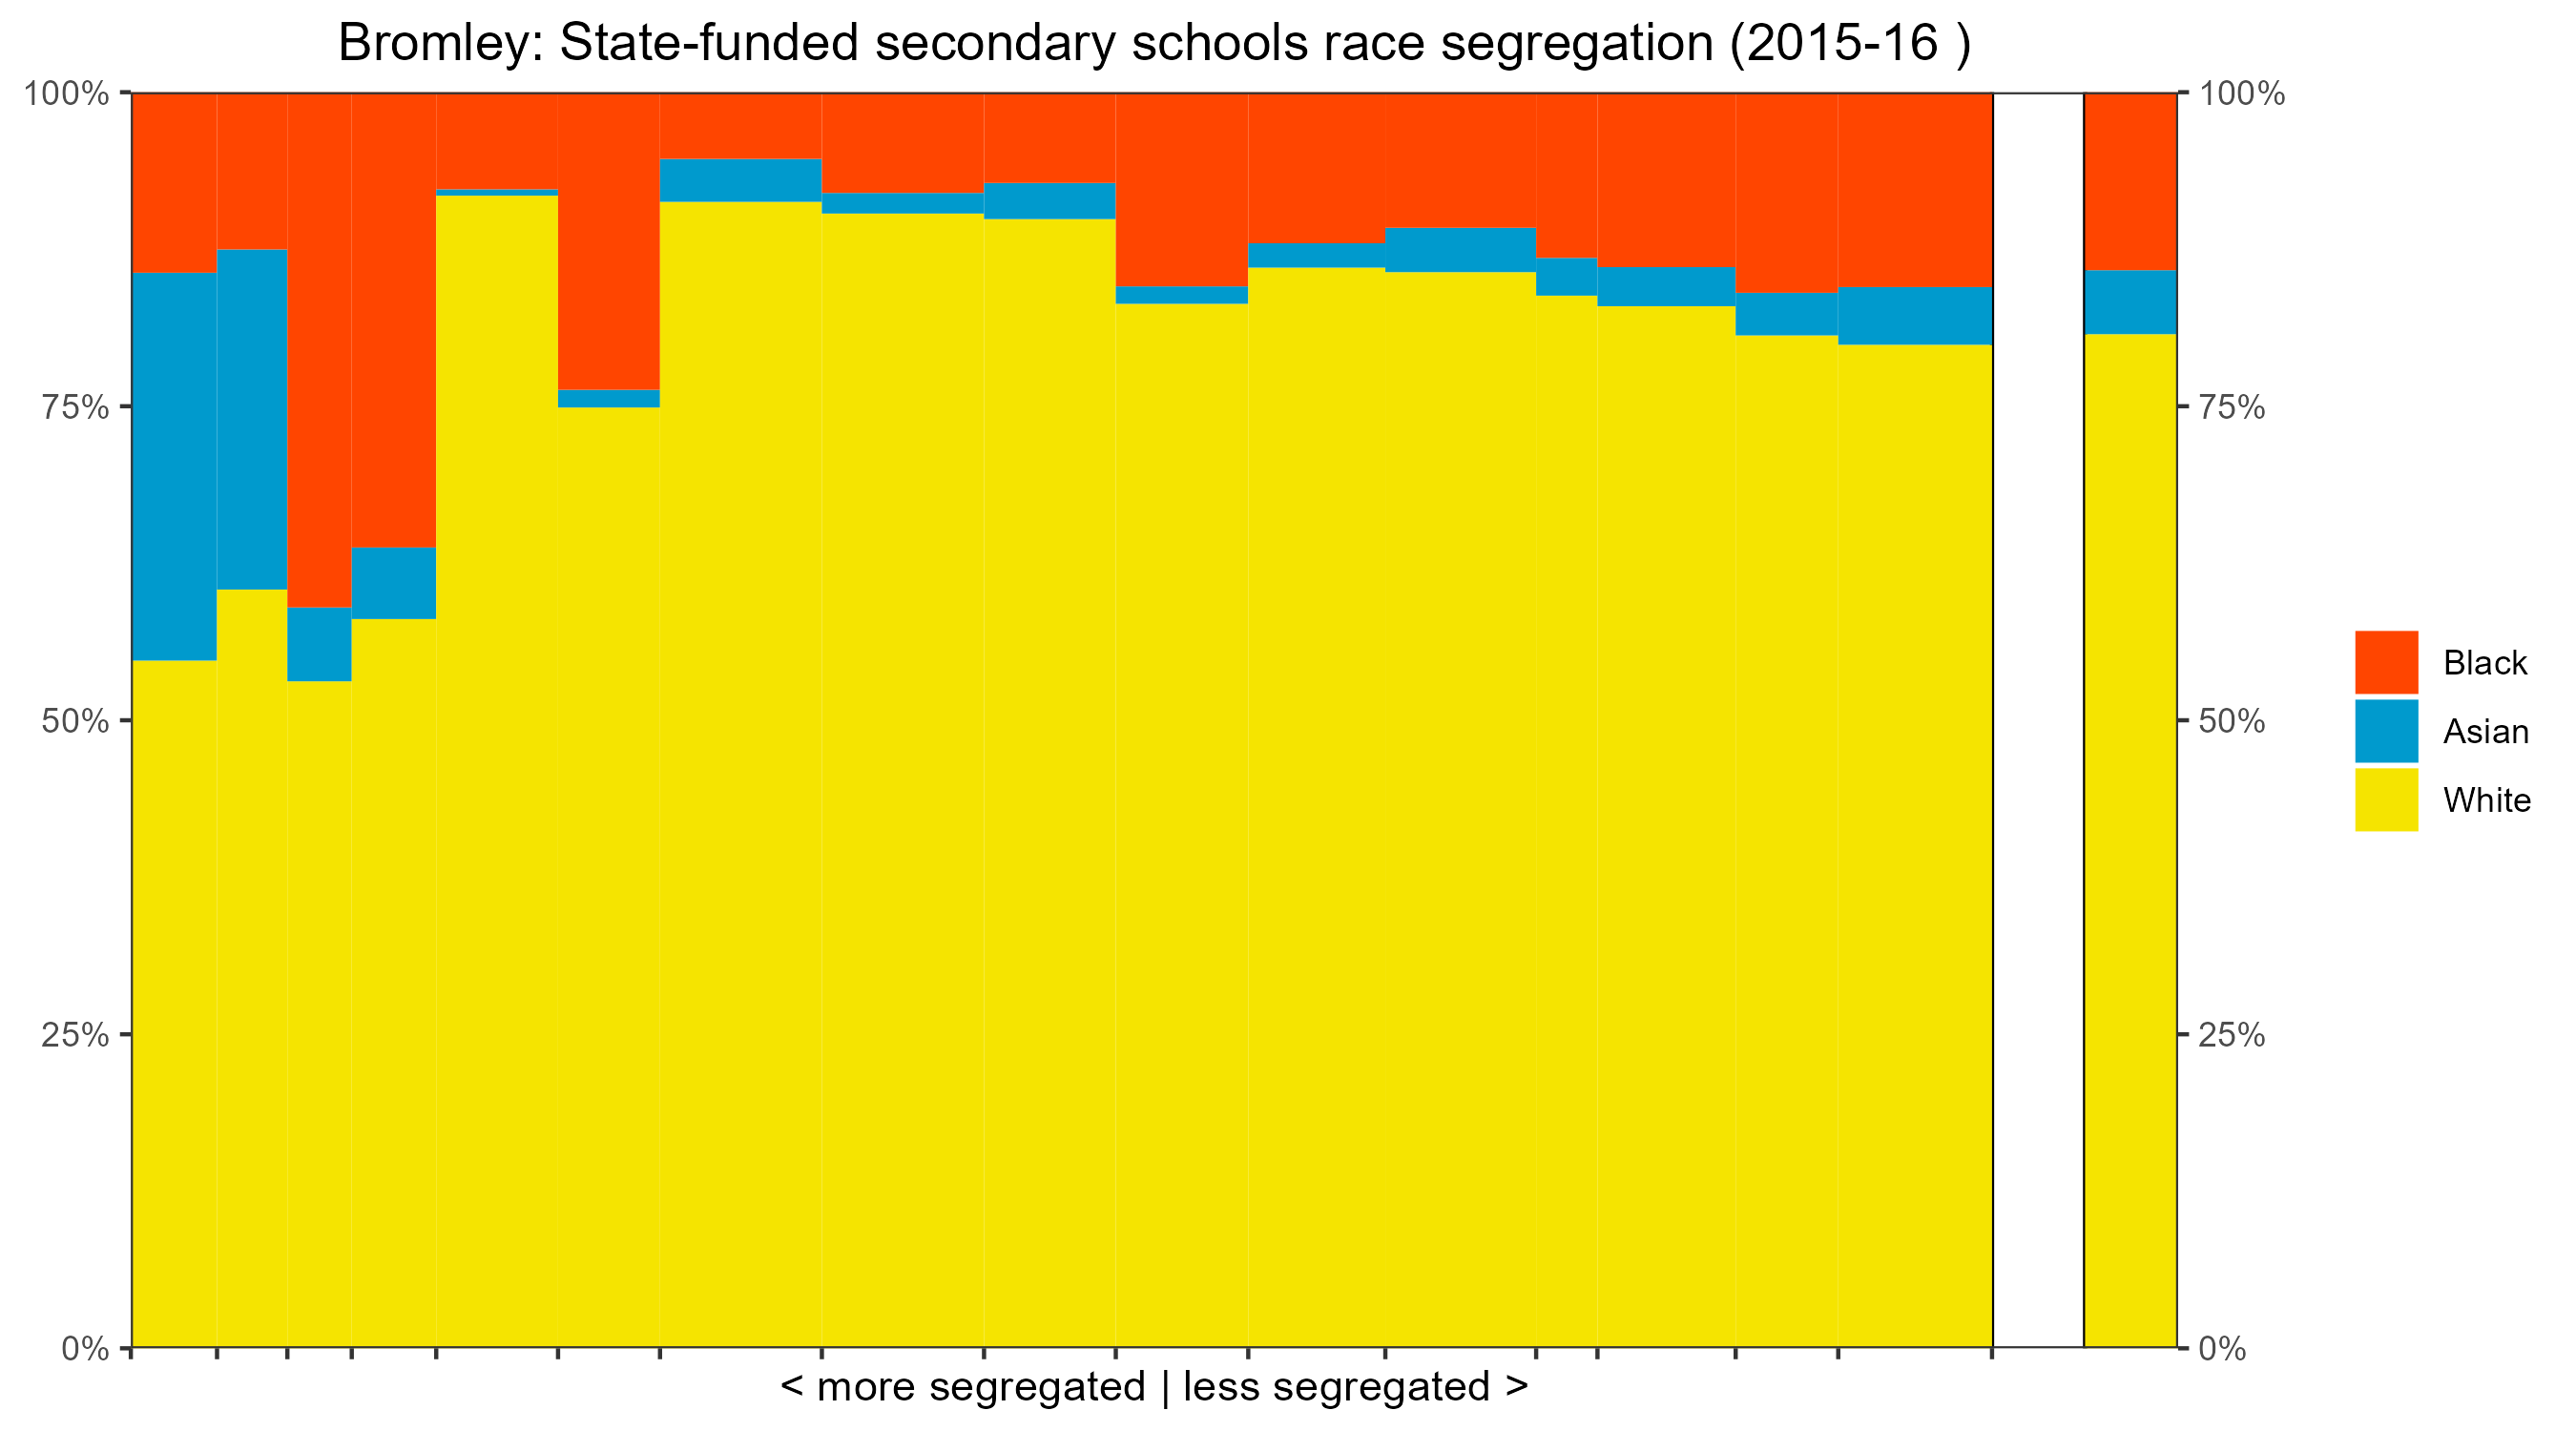 Bromley: State-funded secondary schools race segregation (2015-16 )
100%
75%
50%
25%
0%
100%
75%
50%
25%
0%
< more segregated | less segregated >
Black
Asian
White